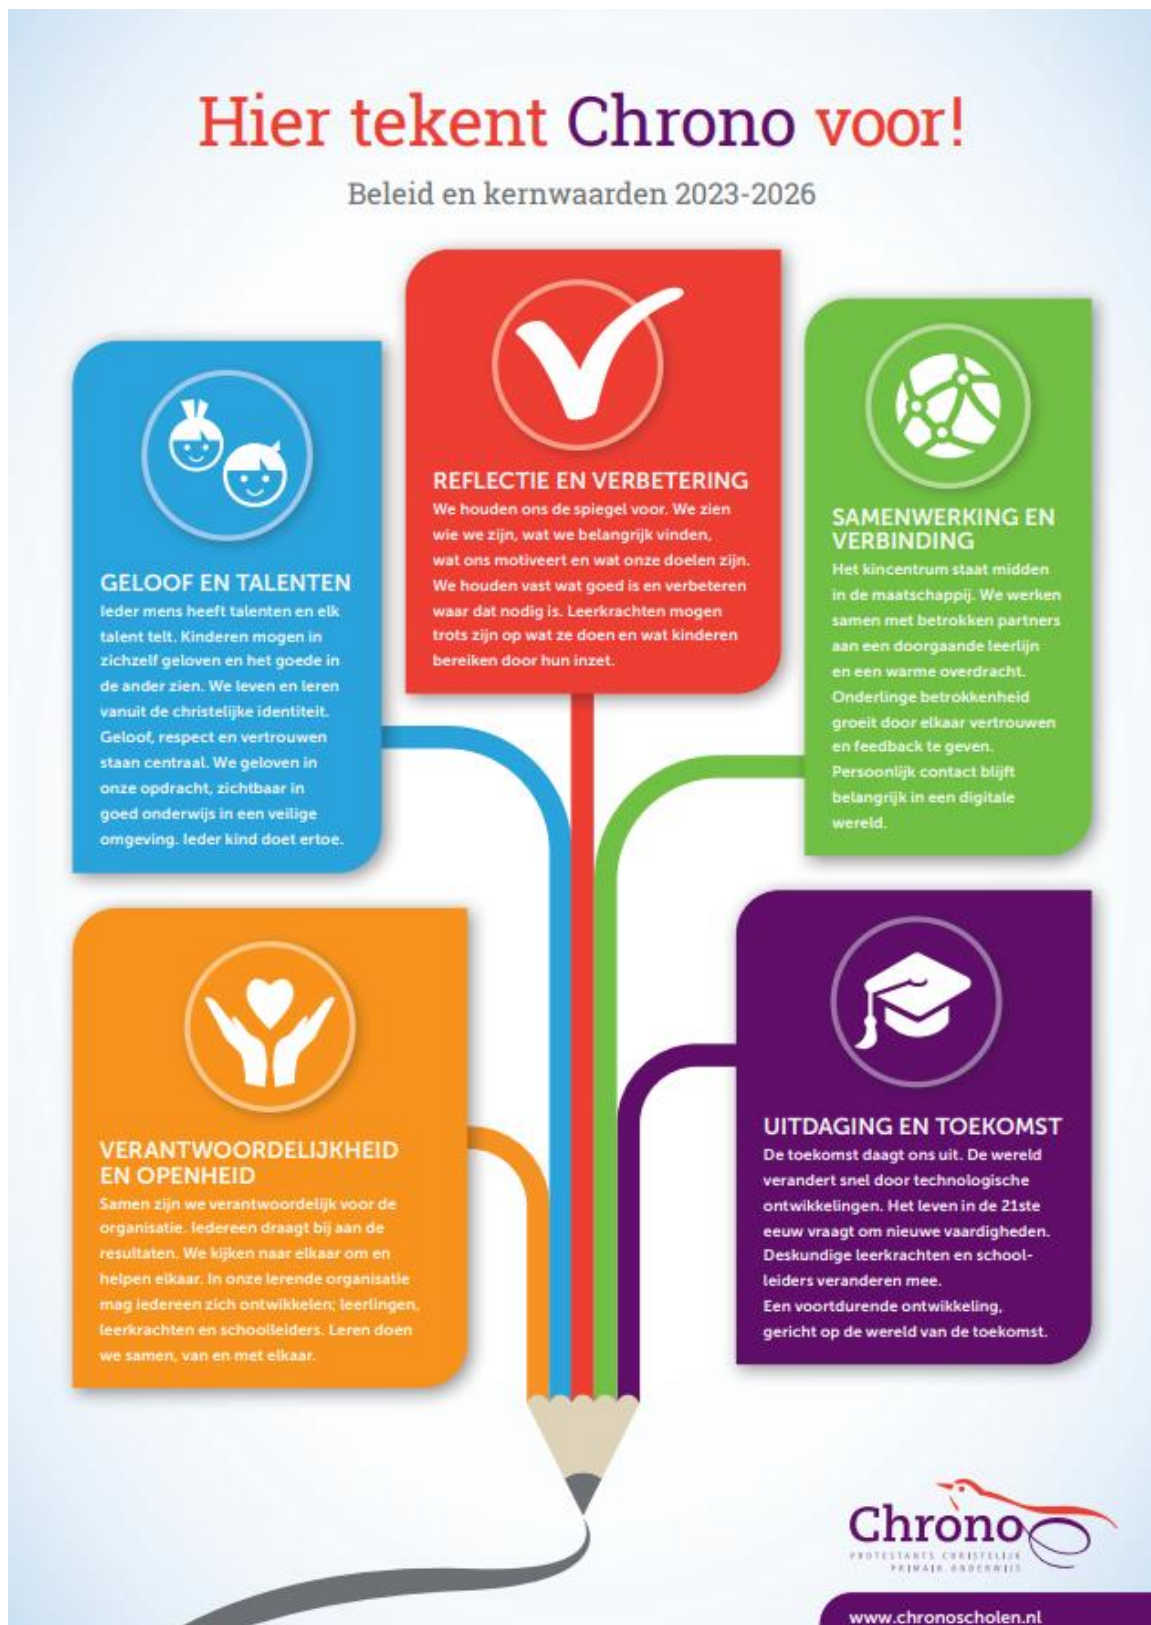 Hier tekent Chrono voor!
Beleid en kernwaarden 2023-2026
GELOOF EN TALENTEN
Ieder mens heeft talenten en elk
talent telt. Kinderen mogen in
zichzelf geloven en het goede in
de ander zien. We leven en leren
vanuit de christelijke identiteit.
Geloof, respect en vertrouwen
staan centraal. We geloven in
onze opdracht, zichtbaar in
goed onderwijs in een veilige
omgeving. Ieder kind doet ertoe.
REFLECTIE EN VERBETERING
We houden ons de spiegel voor. We zien
wie we zijn, wat we belangrijk vinden,
wat ons motiveert en wat onze doelen zijn.
We houden vast wat goed is en verbeteren
waar dat nodig is. Leerkrachten mogen
trots zijn op wat ze doen en wat kinderen
bereiken door hun inzet.
SAMENWERKING EN
VERBINDING
Het kincentrum staat midden
in de maatschappij. We werken
samen met betrokken partners
aan een doorgaande leerlijn
en een warme overdracht.
Onderlinge betrokkenheid
groeit door elkaar vertrouwen
en feedback te geven.
Persoonlijk contact blijft
belangrijk in een digitale
wereld.
VERANTWOORDELIJKHEID
EN OPENHEID
Samen zijn we verantwoordelijk voor de
organisatie. Iedereen draagt bij aan de
resultaten. We kijken naar elkaar om en
helpen elkaar. In onze lerende organisatie
mag iedereen zich ontwikkelen; leerlingen,
leerkrachten en schoolleiders. Leren doen
we samen, van en met elkaar.
UITDAGING EN TOEKOMST
De toekomst daagt ons uit. De wereld
verandert snel door technologische
ontwikkelingen. Het leven in de 21ste
eeuw vraagt om nieuwe vaardigheden.
Deskundige leerkrachten en school-
leiders veranderen mee.
Een voortdurende ontwikkeling,
gericht op de wereld van de toekomst.
Chrono
PROTESTANTS CHRISTELIJK
PRIMAIR ONDERWIJS
www.chronoscholen.nl